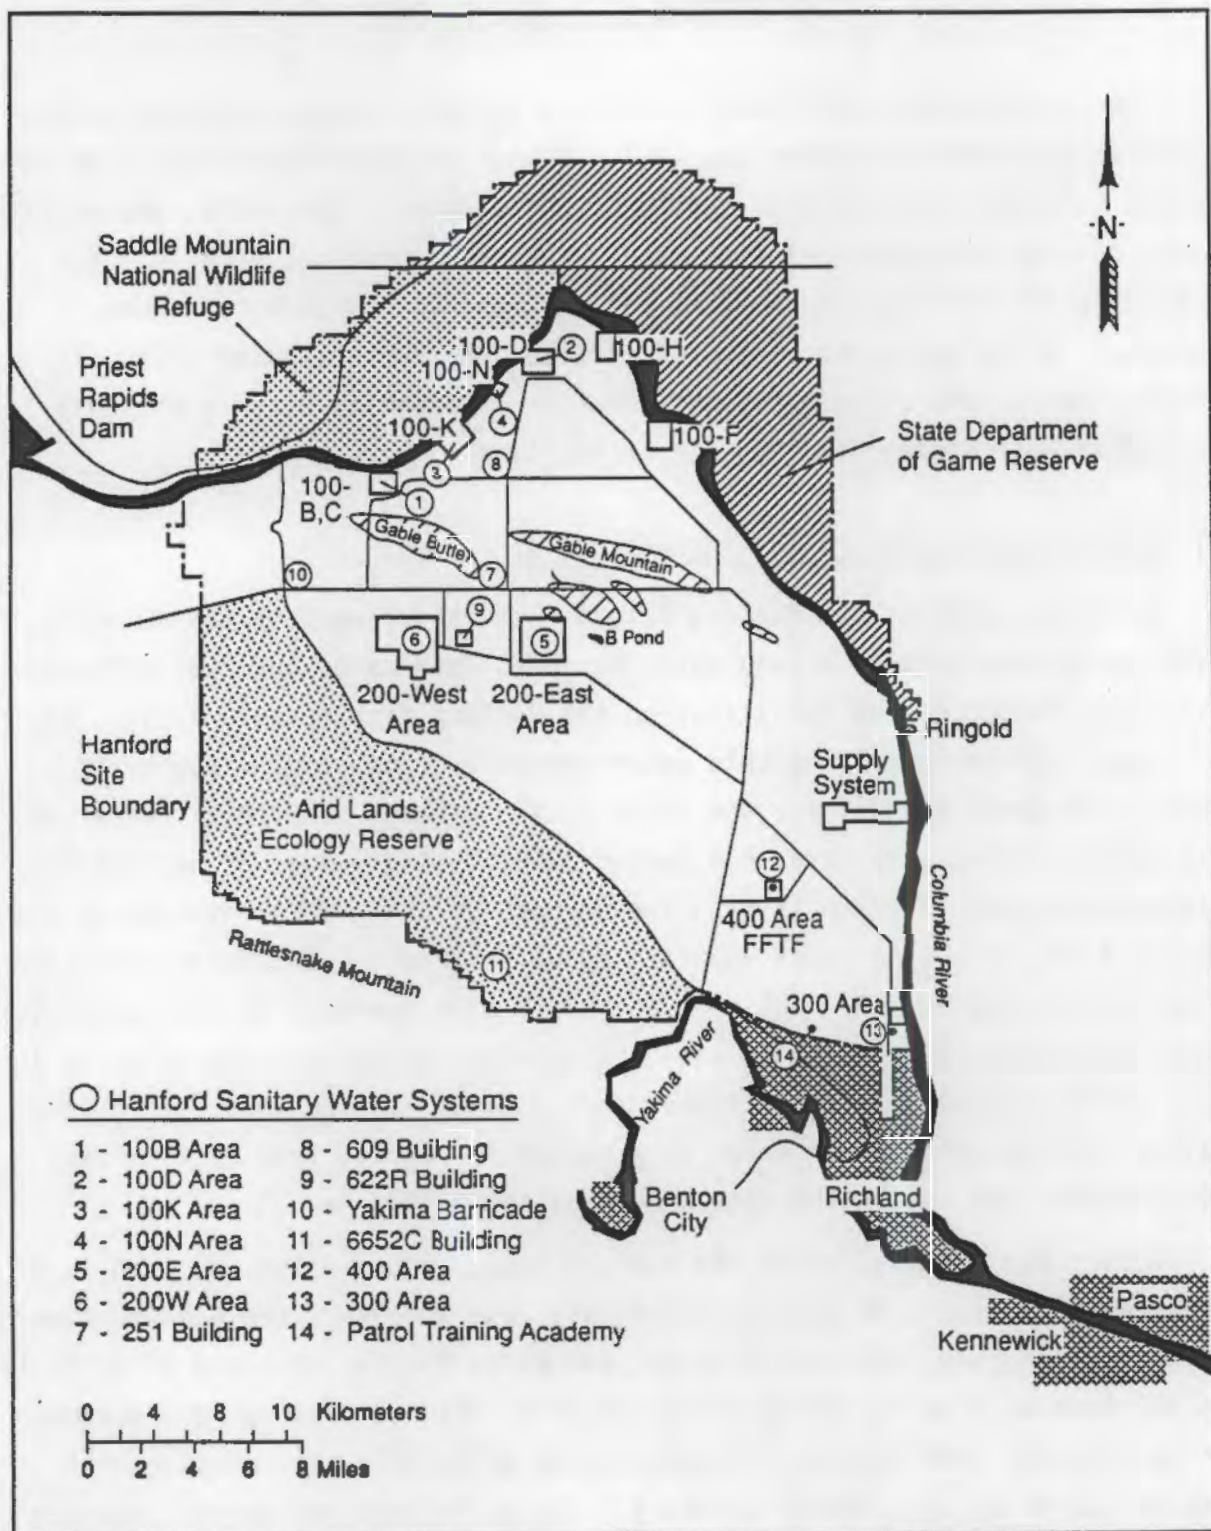 N
Saddle Mountain
National Wildlife
Refuge
Priest
Rapids
Dam
100-D
2
100-H
100-N
4
100-K
100-F
State Department
of Game Reserve
3
8
100-
B,C
1
Gable Butte
Gable Mountain
10
7
9
6
5
B Pond
200-West
Area
200-East
Area
Ringold
Hanford
Site
Boundary
Supply
System
Arid Lands
Ecology Reserve
12
400 Area
FFTF
Columbia River
Rattlesnake Mountain
11
300 Area
13
14
Yakima River
Benton
City
Richland
Pasco
Kennewick
Hanford Sanitary Water Systems
1 - 100B Area
2 - 100D Area
3 - 100K Area
4 - 100N Area
5 - 200E Area
6 - 200W Area
7 - 251 Building
8 - 609 Building
9 - 622R Building
10 - Yakima Barricade
11 - 6652C Building
12 - 400 Area
13 - 300 Area
14 - Patrol Training Academy
0 4 8 10 Kilometers
0 2 4 6 8 Miles